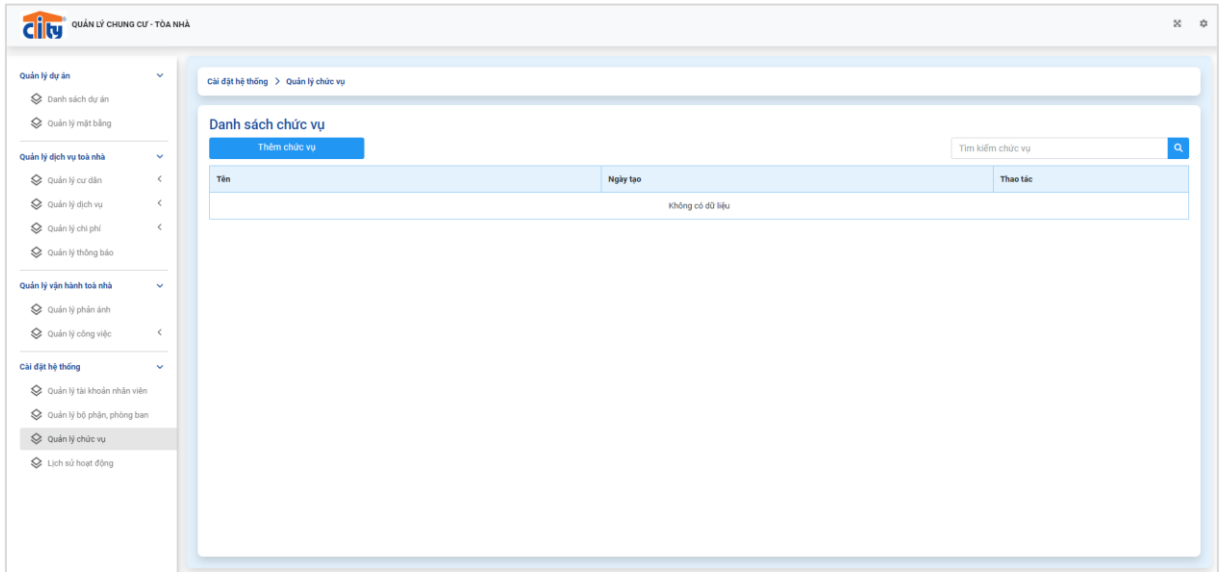 city QUẢN LÝ CHUNG CƯ - TÒA NHÀ
Quản lý dự án
Danh sách dự án
Quản lý mặt bằng
Quản lý dịch vụ toà nhà
Quản lý cư dân
Quản lý dịch vụ
Quản lý chi phí
Quản lý thông báo
Quản lý vận hành toà nhà
Quản lý phản ánh
Quản lý công việc
Cài đặt hệ thống
Quản lý tài khoản nhân viên
Quản lý bộ phận, phòng ban
Quản lý chức vụ
Lịch sử hoạt động
Cài đặt hệ thống > Quản lý chức vụ
Danh sách chức vụ
Thêm chức vụ
Tìm kiếm chức vụ
Tên Ngày tạo Thao tác
Không có dữ liệu